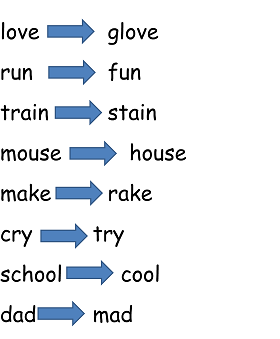 love glove
run fun
train stain
mouse house
make rake
cry try
school cool
dad mad